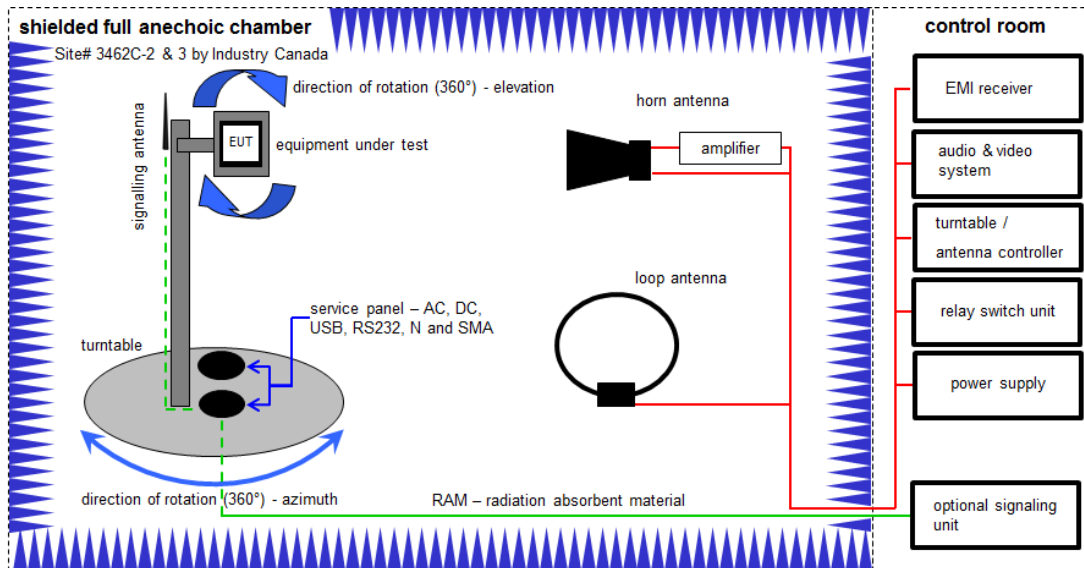 shielded full anechoic chamber
Site# 3462C-2 & 3 by Industry Canada
direction of rotation (360°) - elevation
signalling antenna
EUT
equipment under test
horn antenna
amplifier
loop antenna
service panel – AC, DC,
USB, RS232, N and SMA
turntable
direction of rotation (360°) - azimuth
RAM – radiation absorbent material
control room
EMI receiver
audio & video
system
turntable /
antenna controller
relay switch unit
power supply
optional signaling
unit